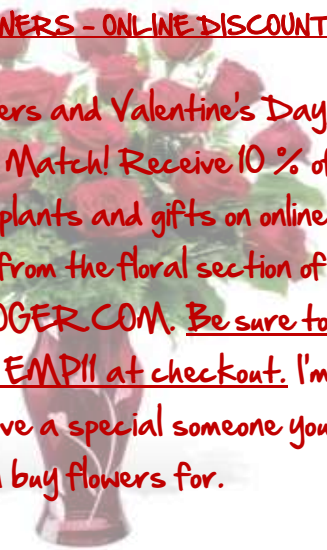 NERS - ONLINE DISCOUNT
ers and Valentine's Day
Match! Receive 10 % of
plants and gifts on online
from the floral section of
OGER.COM. Be sure to
EMP11 at checkout. I'm
ve a special someone you
buy flowers for.